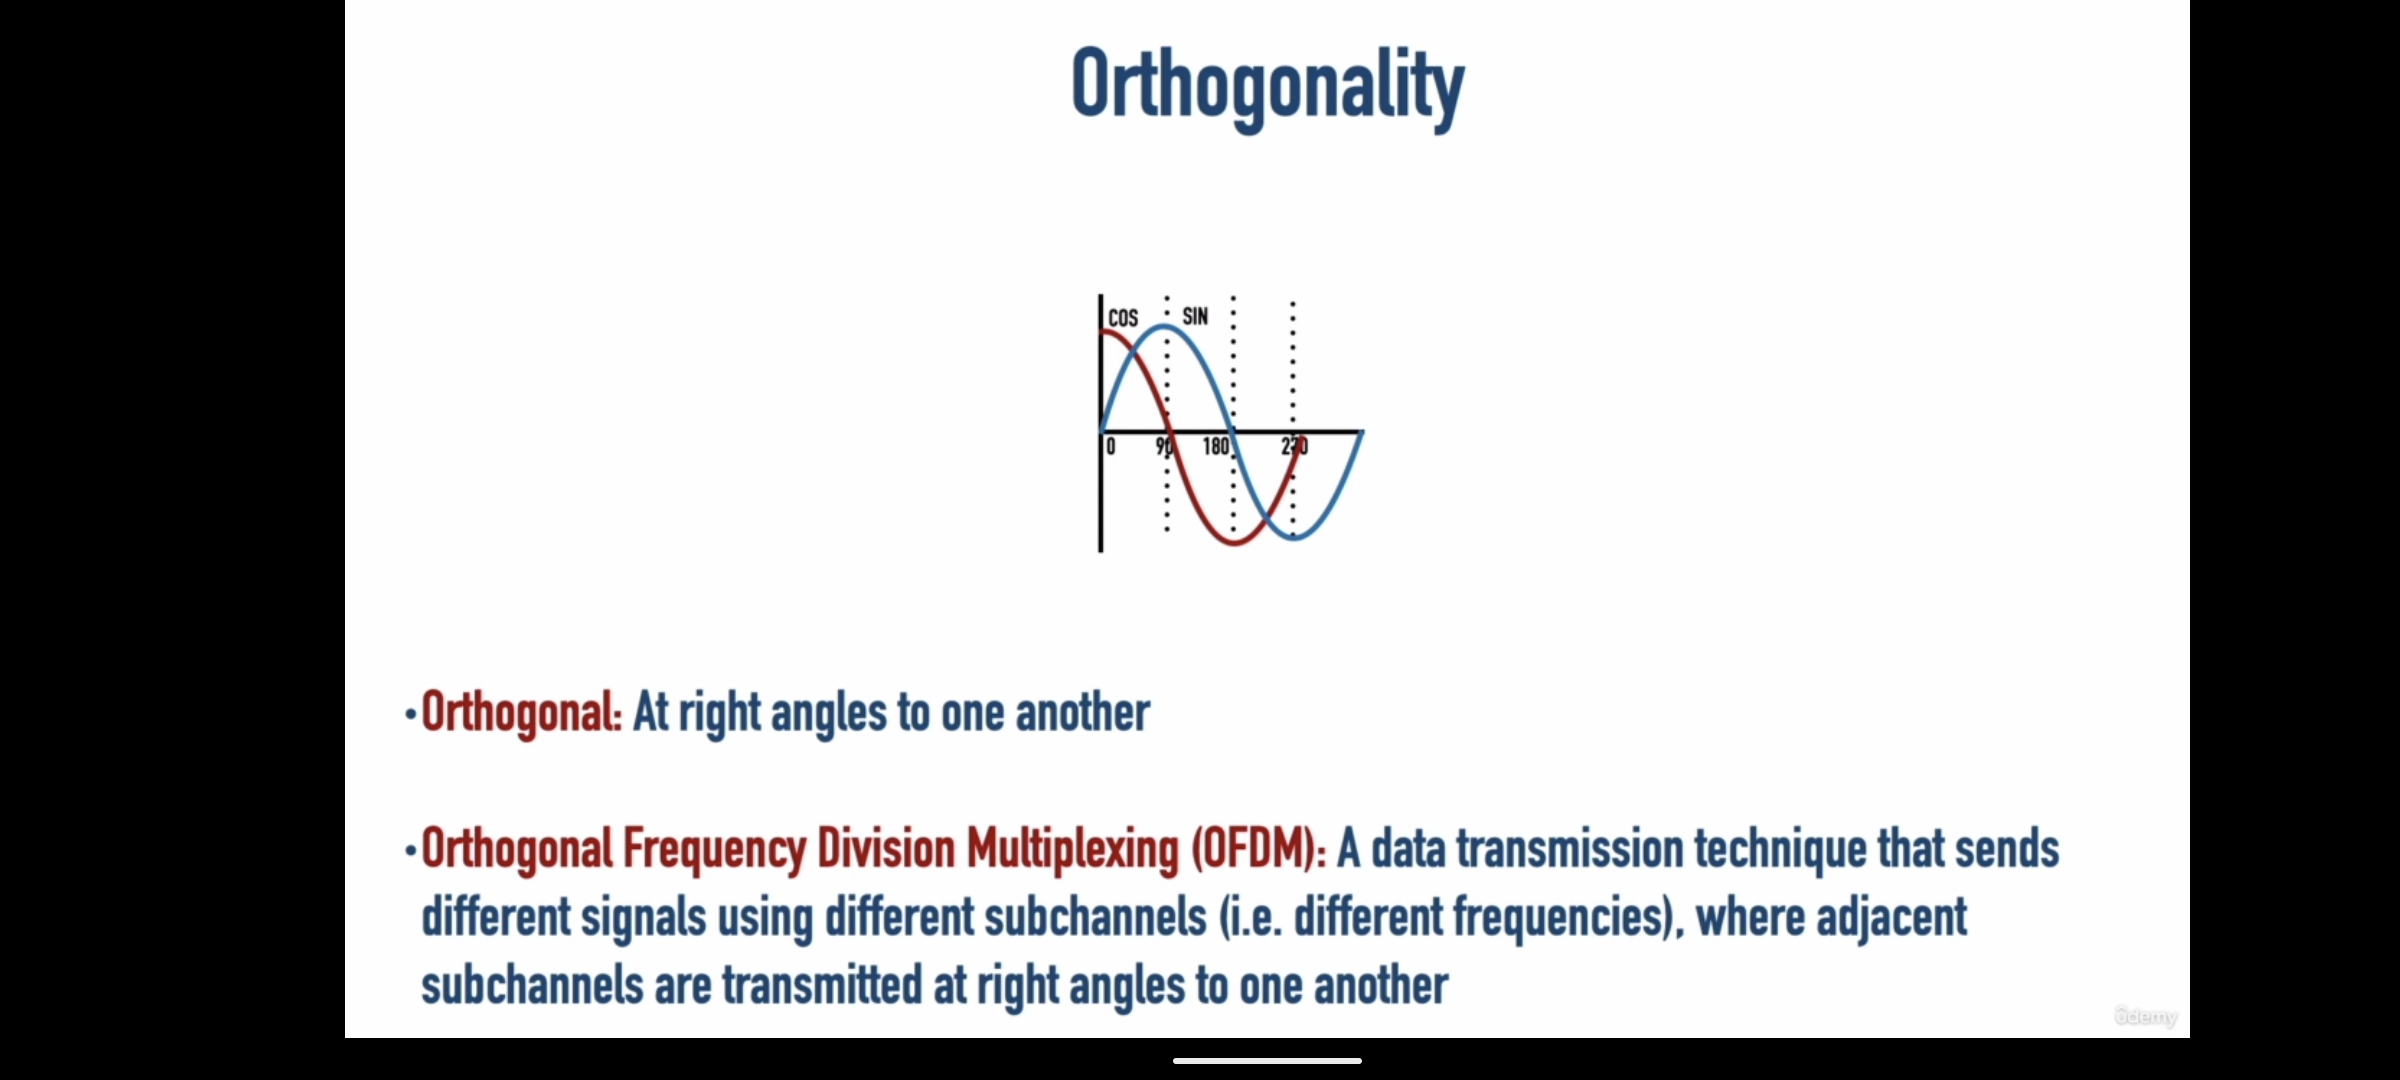 Orthogonality
COS
SIN
0
90
180
270
•Orthogonal: At right angles to one another
•Orthogonal Frequency Division Multiplexing (OFDM): A data transmission technique that sends
different signals using different subchannels (i.e. different frequencies), where adjacent
subchannels are transmitted at right angles to one another
ûdemy